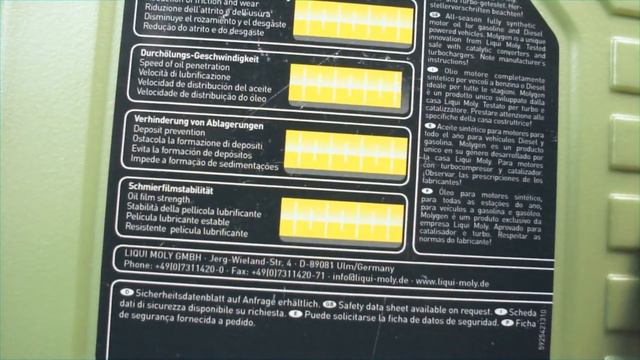 Reduction of friction and wear
Riduzione dell'attrito e dell'usura
Disminuye el rozamiento y el desgaste
Redução do atrito e do desgaste
Durchölungs-Geschwindigkeit
Speed of oil penetration
Velocità di lubrificazione
Velocidad de distribución del aceite
Velocidade de distribuição do óleo
Verhinderung von Ablagerungen
Deposit prevention
Ostacola la formazione di depositi
Evita la formación de depósitos
Impede a formação de sedimentações
Schmierfilmstabilität
Oil film strength
Stabilità della pellicola lubrificante
Película lubricante estable
Resistente película lubrificante
und turbo-getestet. Her-
stellervorschriften beachten!
GB All-season fully synthetic
motor oil for gasoline and Diesel
powered vehicles. Molygen is a unique
innovation from Liqui Moly. Tested
safe with catalytic converters and
turbochargers. Note manufacturer's
instructions!
I Olio motore completamente
sintetico per veicoli a benzina e Diesel
ideale per tutte le stagioni. Molygen
è un prodotto unico sviluppato dalla
casa Liqui Moly. Testato per turbo e
catalizzatore. Prestare attenzione alle
specifiche della casa costruttrice!
E Aceite sintético para motores para
todo el año para vehículos Diesel y
gasolina. Molygen es un producto
único en su género desarrollado por
la casa Liqui Moly. Para motores
con turbocompresor y catalizador.
¡Observar las prescripciones de los
fabricantes!
P Óleo para motores sintético,
para todas as estações do ano,
para veículos a gasolina e gasóleo.
Molygen é um produto exclusivo da
empresa Liqui Moly. Aprovado para
catalisador e turbo. Respeitar as
normas do fabricante!
LIQUI MOLY GMBH · Jerg-Wieland-Str. 4 · D-89081 Ulm/Germany
Phone: +49(0)7311420-0 · Fax: +49(0)7311420-71 · info@liqui-moly.de · www.liqui-moly.de
D Sicherheitsdatenblatt auf Anfrage erhältlich. GB Safety data sheet available on request. I Scheda
dati di sicurezza disponibile su richiesta. E Puede solicitarse la ficha de datos de seguridad. P Ficha
de segurança fornecida a pedido.
5925421310